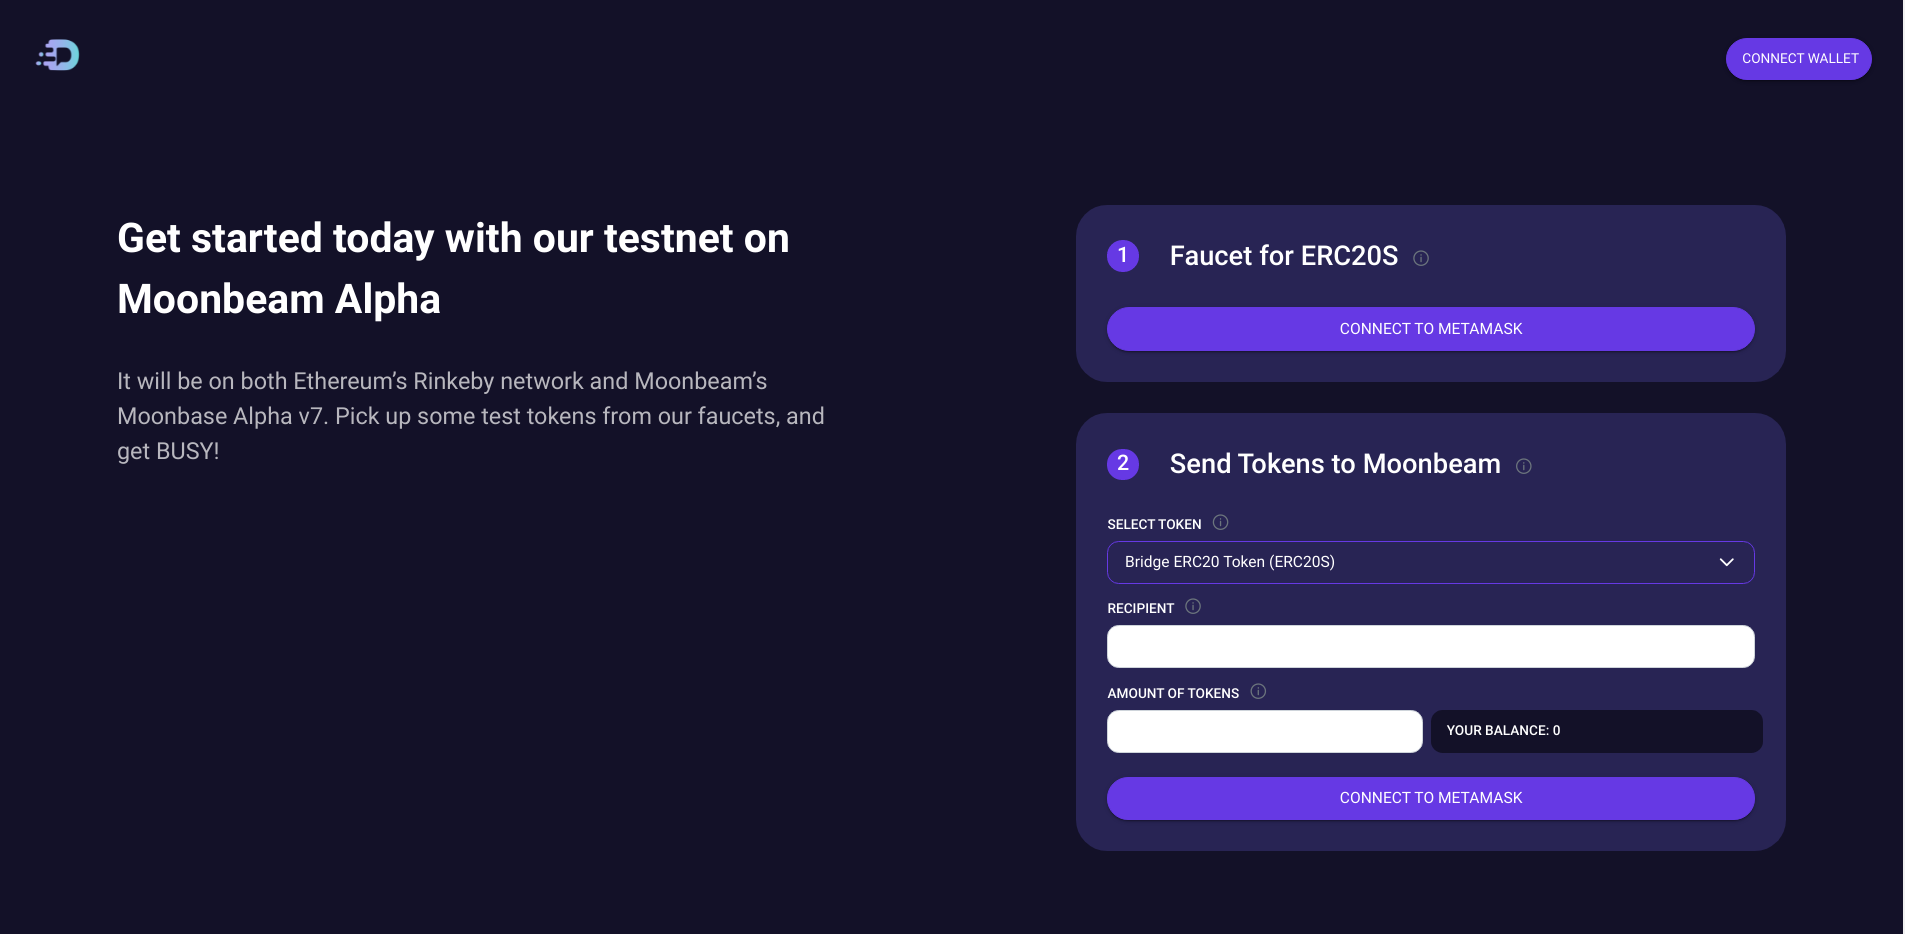 CONNECT WALLET
Get started today with our testnet on
Moonbeam Alpha
It will be on both Ethereum’s Rinkeby network and Moonbeam’s
Moonbase Alpha v7. Pick up some test tokens from our faucets, and
get BUSY!
1 Faucet for ERC20S
CONNECT TO METAMASK
2 Send Tokens to Moonbeam
SELECT TOKEN
Bridge ERC20 Token (ERC20S)
RECIPIENT
AMOUNT OF TOKENS
YOUR BALANCE: 0
CONNECT TO METAMASK